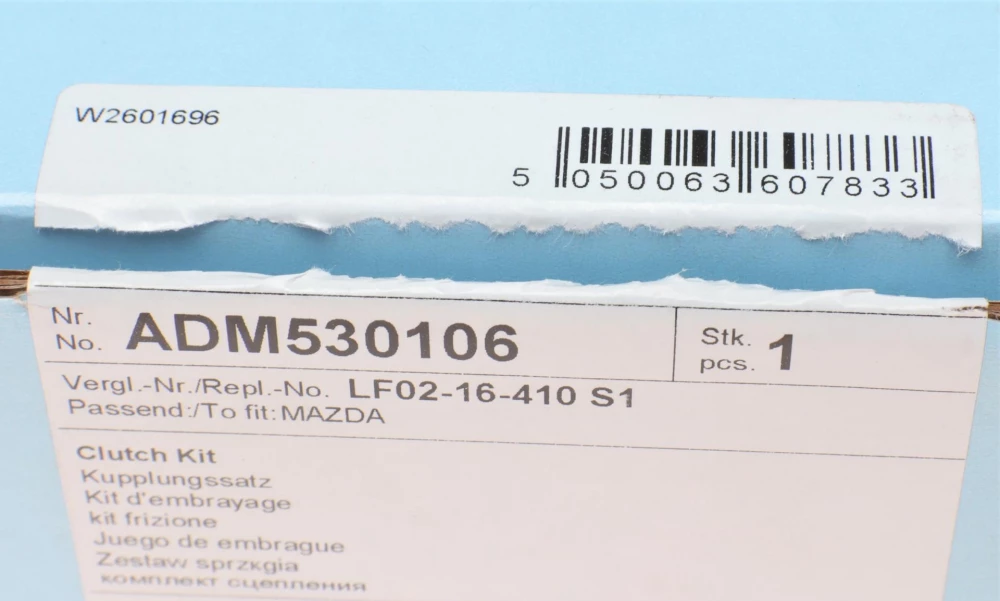 W2601696
5 050063 607833
Nr.
No. ADM530106
Stk.
pcs. 1
Vergl.-Nr./Repl.-No. LF02-16-410 S1
Passend:/To fit: MAZDA
Clutch Kit
Kupplungssatz
Kit d'embrayage
kit frizione
Juego de embrague
Zestaw sprzкgia
комплект сцепления